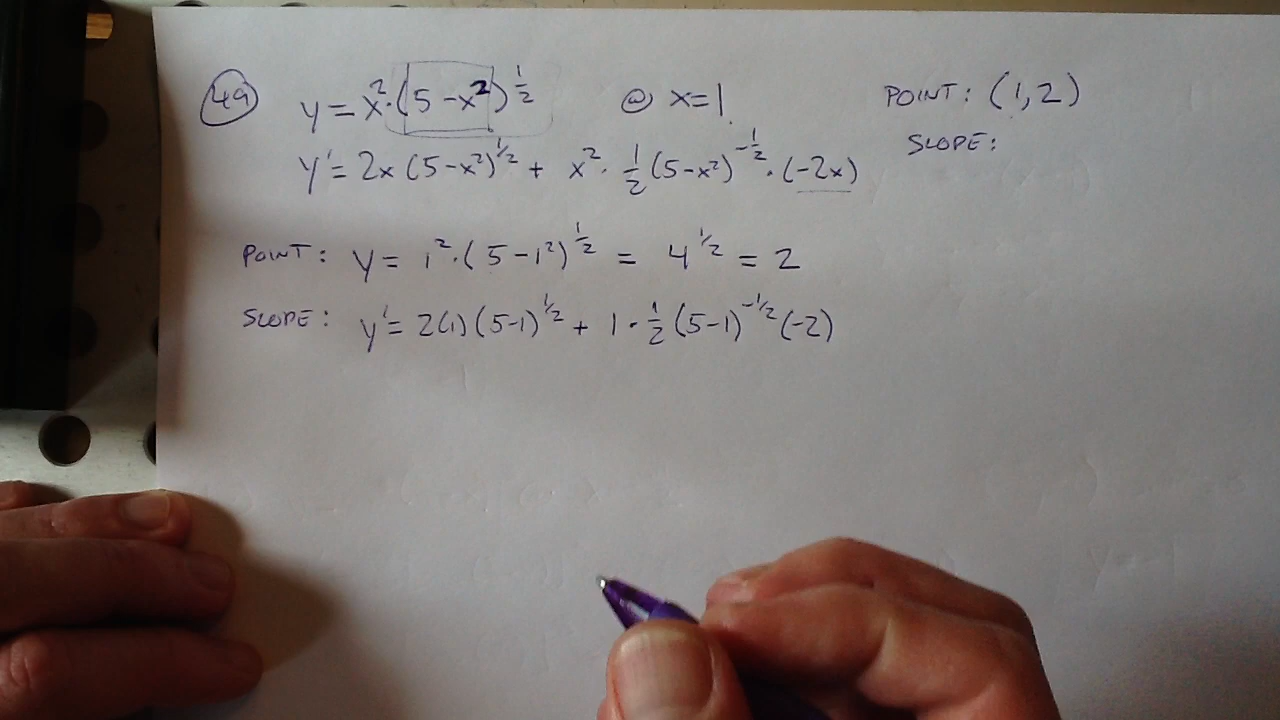 49 y = x²·(5 - x²)^½ @ x=1 POINT: (1,2)
SLOPE:
y' = 2x(5-x²)^½ + x²·½(5-x²)^-½·(-2x)
POINT: y = 1²·(5-1²)^½ = 4^½ = 2
SLOPE: y' = 2(1)(5-1)^½ + 1·½(5-1)^-½(-2)